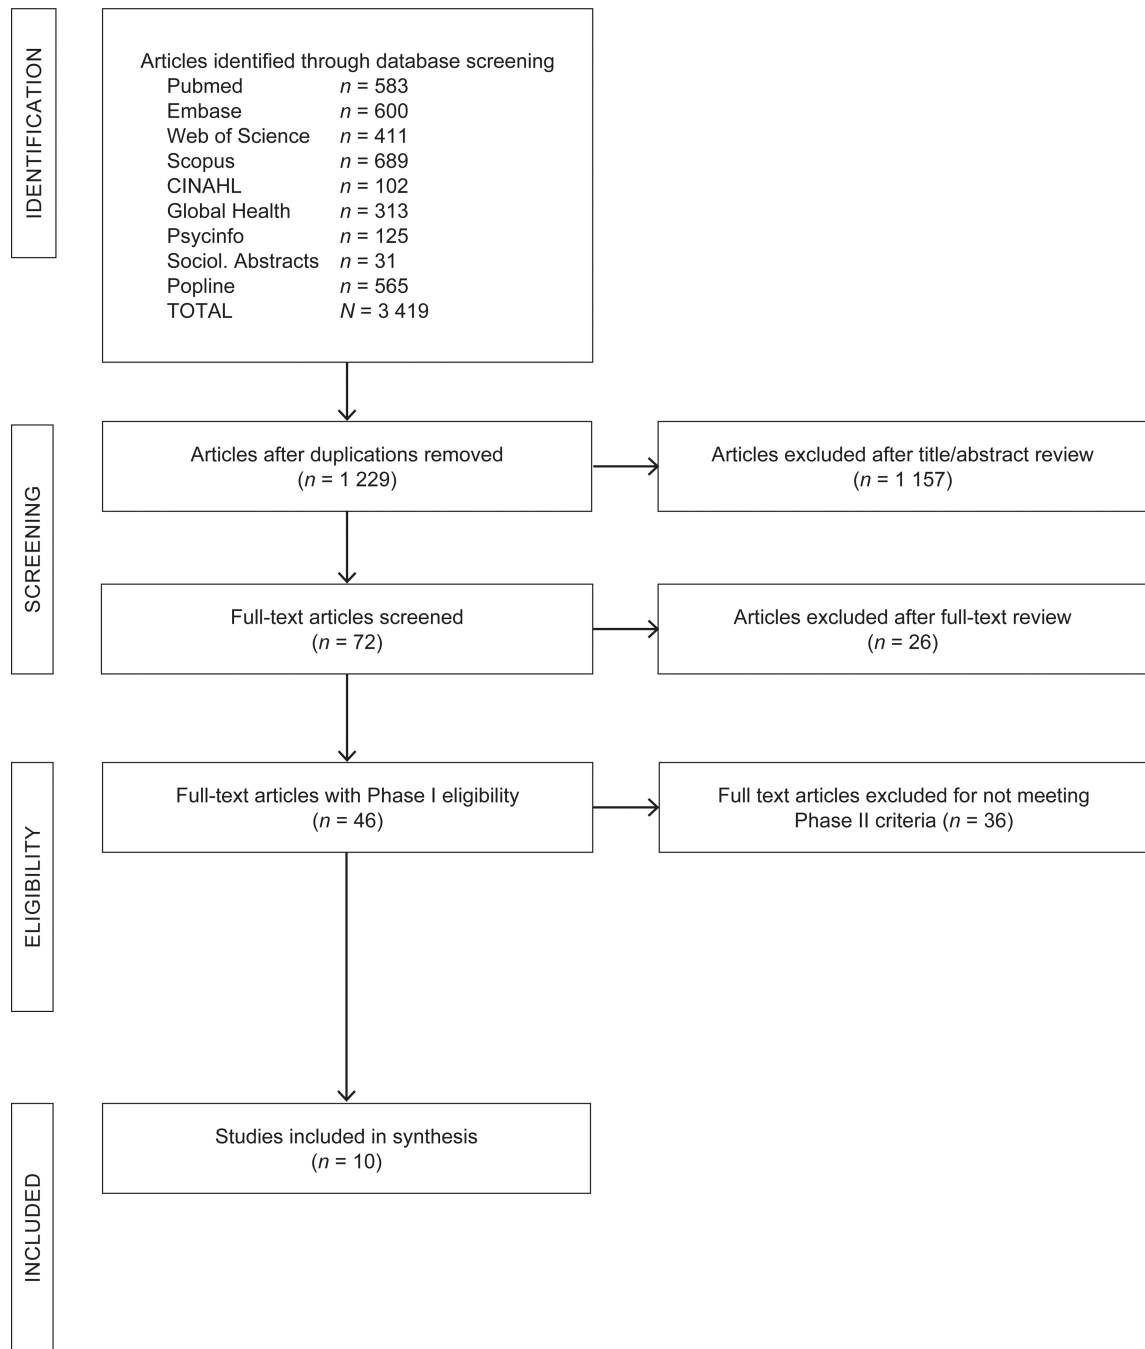 IDENTIFICATION
Articles identified through database screening
Pubmed n = 583
Embase n = 600
Web of Science n = 411
Scopus n = 689
CINAHL n = 102
Global Health n = 313
Psycinfo n = 125
Sociol. Abstracts n = 31
Popline n = 565
TOTAL N = 3 419
SCREENING
Articles after duplications removed
(n = 1 229)
Articles excluded after title/abstract review
(n = 1 157)
Full-text articles screened
(n = 72)
Articles excluded after full-text review
(n = 26)
ELIGIBILITY
Full-text articles with Phase I eligibility
(n = 46)
Full text articles excluded for not meeting
Phase II criteria (n = 36)
INCLUDED
Studies included in synthesis
(n = 10)